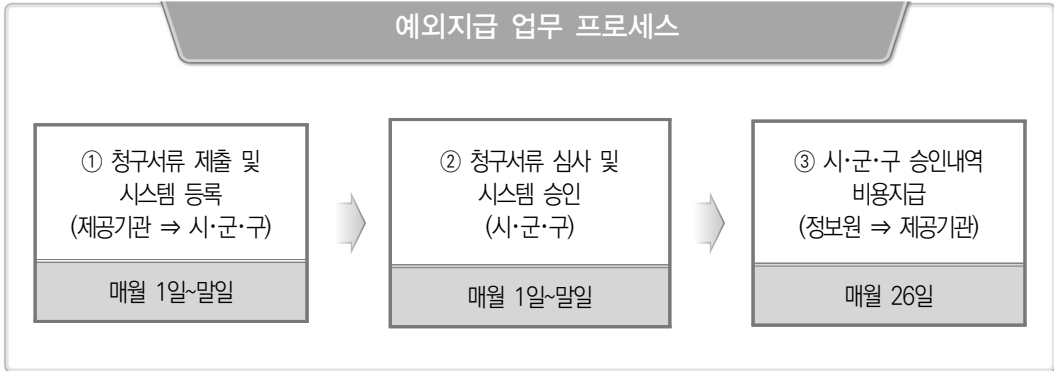 예외지급 업무 프로세스
① 청구서류 제출 및
시스템 등록
(제공기관 ⇒ 시·군·구)
매월 1일~말일
② 청구서류 심사 및
시스템 승인
(시·군·구)
매월 1일~말일
③ 시·군·구 승인내역
비용지급
(정보원 ⇒ 제공기관)
매월 26일